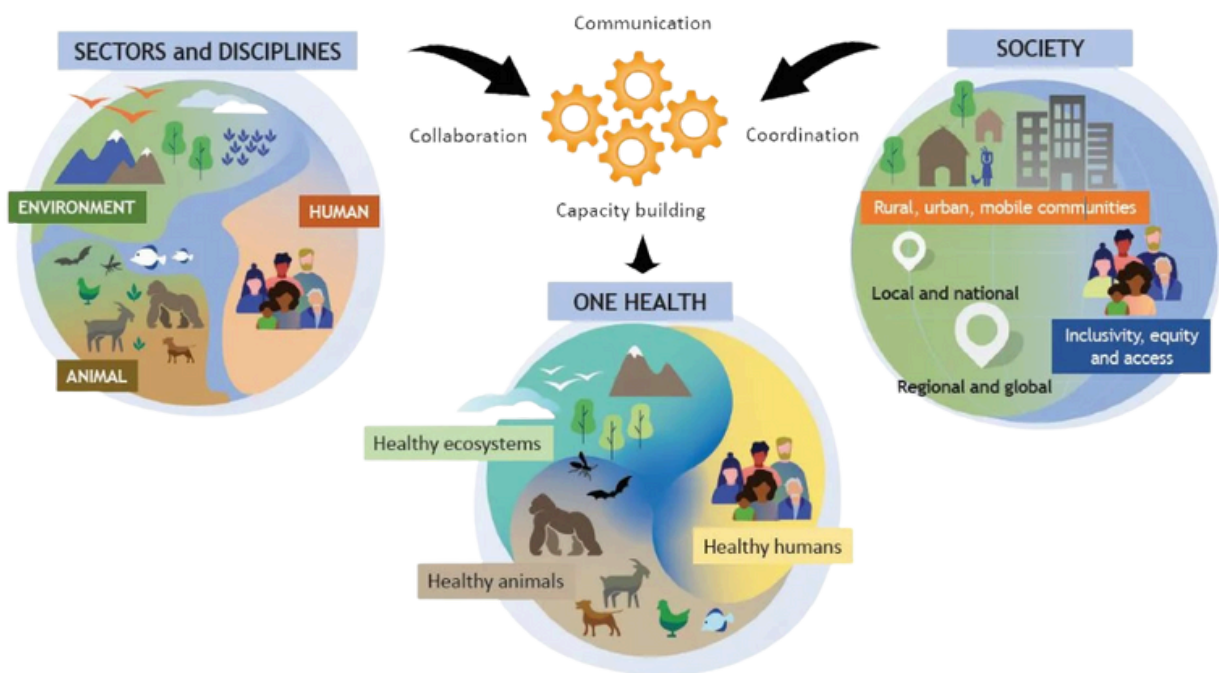 Communication
SECTORS and DISCIPLINES
SOCIETY
Collaboration
Coordination
ENVIRONMENT
HUMAN
Rural, urban, mobile communities
Capacity building
Local and national
ONE HEALTH
Inclusivity, equity
and access
ANIMAL
Regional and global
Healthy ecosystems
Healthy humans
Healthy animals